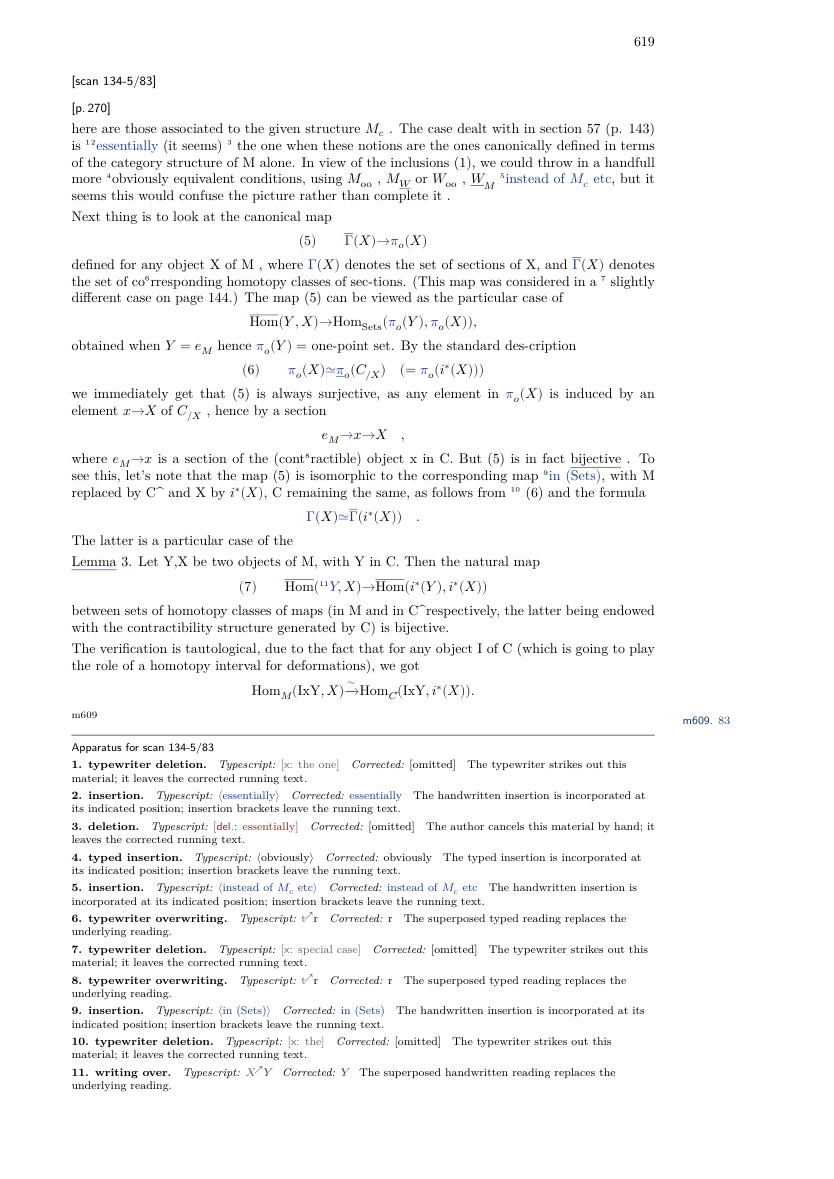 619
[scan 134-5/83]
[p. 270]
here are those associated to the given structure M_c . The case dealt with in section 57 (p. 143)
is ¹²essentially (it seems) ³ the one when these notions are the ones canonically defined in terms
of the category structure of M alone. In view of the inclusions (1), we could throw in a handfull
more ⁴obviously equivalent conditions, using M_oo , M_W or W_oo , W_M ⁵instead of M_c etc, but it
seems this would confuse the picture rather than complete it .
Next thing is to look at the canonical map
(5) Γ̅(X)→π_o(X)
defined for any object X of M , where Γ(X) denotes the set of sections of X, and Γ̅(X) denotes
the set of co⁶rresponding homotopy classes of sec-tions. (This map was considered in a ⁷ slightly
different case on page 144.) The map (5) can be viewed as the particular case of
H̅o̅m̅(Y, X)→Hom_Sets(π_o(Y), π_o(X)),
obtained when Y = e_M hence π_o(Y) = one-point set. By the standard des-cription
(6) π_o(X)≃π_o(C_/X) (= π_o(i*(X)))
we immediately get that (5) is always surjective, as any element in π_o(X) is induced by an
element x→X of C_/X , hence by a section
e_M→x→X ,
where e_M→x is a section of the (cont⁸ractible) object x in C. But (5) is in fact bijective . To
see this, let's note that the map (5) is isomorphic to the corresponding map ⁹in (Sets), with M
replaced by C^ and X by i*(X), C remaining the same, as follows from ¹⁰ (6) and the formula
Γ(X)≃Γ̅(i*(X)) .
The latter is a particular case of the
Lemma 3. Let Y,X be two objects of M, with Y in C. Then the natural map
(7) H̅o̅m̅(¹¹Y, X)→H̅o̅m̅(i*(Y), i*(X))
between sets of homotopy classes of maps (in M and in C^respectively, the latter being endowed
with the contractibility structure generated by C) is bijective.
The verification is tautological, due to the fact that for any object I of C (which is going to play
the role of a homotopy interval for deformations), we got
Hom_M(IxY, X)→̃Hom_C^(IxY, i*(X)).
m609
m609. 83
Apparatus for scan 134-5/83
1. typewriter deletion. Typescript: [x: the one] Corrected: [omitted] The typewriter strikes out this
material; it leaves the corrected running text.
2. insertion. Typescript: ⟨essentially⟩ Corrected: essentially The handwritten insertion is incorporated at
its indicated position; insertion brackets leave the running text.
3. deletion. Typescript: [del.: essentially] Corrected: [omitted] The author cancels this material by hand; it
leaves the corrected running text.
4. typed insertion. Typescript: ⟨obviously⟩ Corrected: obviously The typed insertion is incorporated at
its indicated position; insertion brackets leave the running text.
5. insertion. Typescript: ⟨instead of M_c etc⟩ Corrected: instead of M_c etc The handwritten insertion is
incorporated at its indicated position; insertion brackets leave the running text.
6. typewriter overwriting. Typescript: t↗r Corrected: r The superposed typed reading replaces the
underlying reading.
7. typewriter deletion. Typescript: [x: special case] Corrected: [omitted] The typewriter strikes out this
material; it leaves the corrected running text.
8. typewriter overwriting. Typescript: t↗r Corrected: r The superposed typed reading replaces the
underlying reading.
9. insertion. Typescript: ⟨in (Sets)⟩ Corrected: in (Sets) The handwritten insertion is incorporated at its
indicated position; insertion brackets leave the running text.
10. typewriter deletion. Typescript: [x: the] Corrected: [omitted] The typewriter strikes out this
material; it leaves the corrected running text.
11. writing over. Typescript: X↗Y Corrected: Y The superposed handwritten reading replaces the
underlying reading.